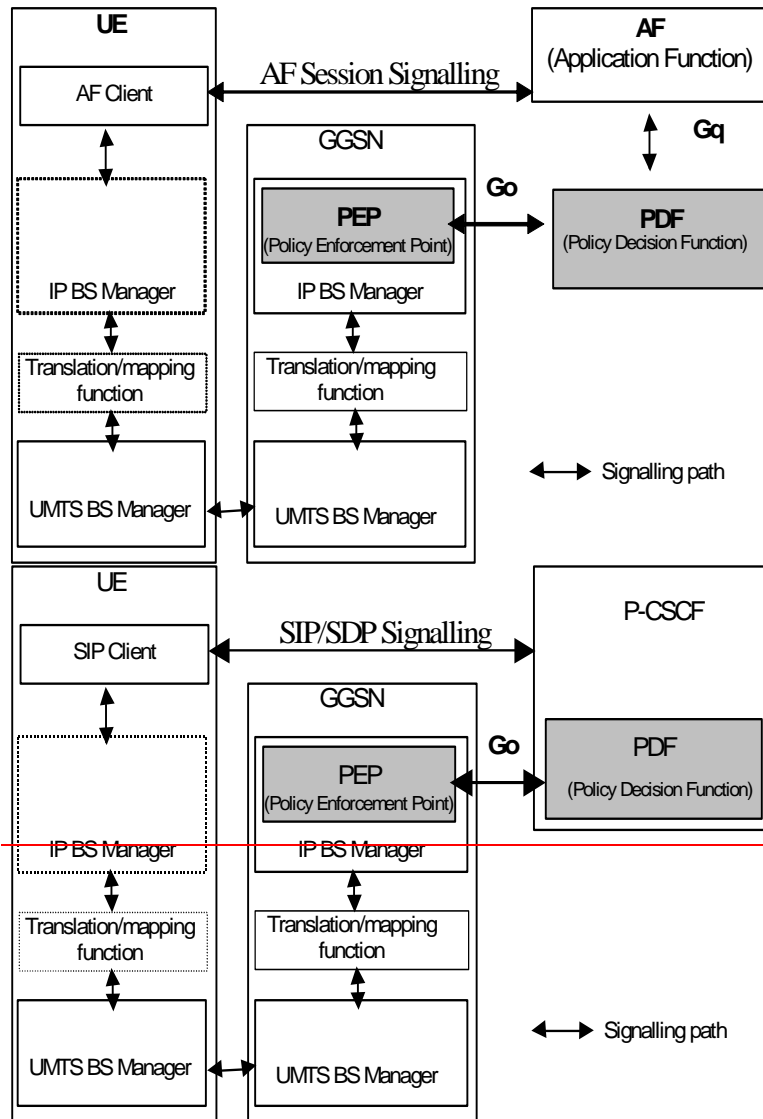 UE
AF
(Application Function)
AF Session Signalling
AF Client
Gq
GGSN
Go
PEP
(Policy Enforcement Point)
PDF
(Policy Decision Function)
IP BS Manager
IP BS Manager
Translation/mapping
function
Translation/mapping
function
Signalling path
UMTS BS Manager
UMTS BS Manager
UE
P-CSCF
SIP/SDP Signalling
SIP Client
GGSN
Go
PEP
(Policy Enforcement Point)
PDF
(Policy Decision Function)
IP BS Manager
IP BS Manager
Translation/mapping
function
Translation/mapping
function
Signalling path
UMTS BS Manager
UMTS BS Manager